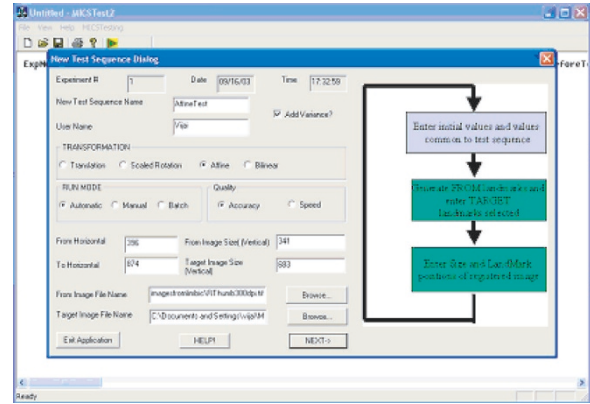 Untitled - MICSTest2
File View Help MICSTesting
New Test Sequence Dialog
Experiment # 1 Date 09/16/03 Time 17:32:59
New Test Sequence Name AffineTest
Add Variance?
User Name Vijai
TRANSFORMATION
Translation Scaled Rotation Affine Bilinear
RUN MODE Quality
Automatic Manual Batch Accuracy Speed
From Horizontal 396 From Image Size( (Vertical) 341
To Horizontal 874 Target Image Size (Vertical) 683
From Image File Name Browse...
Target Image File Name C:\Documents and Settings\vijai\M Browse...
Exit Application HELP! NEXT->
Enter initial values and values
common to test sequence
Generate FROM landmarks and
enter TARGET
landmarks selected
Enter Size and LandMark
positions of registered image
Ready